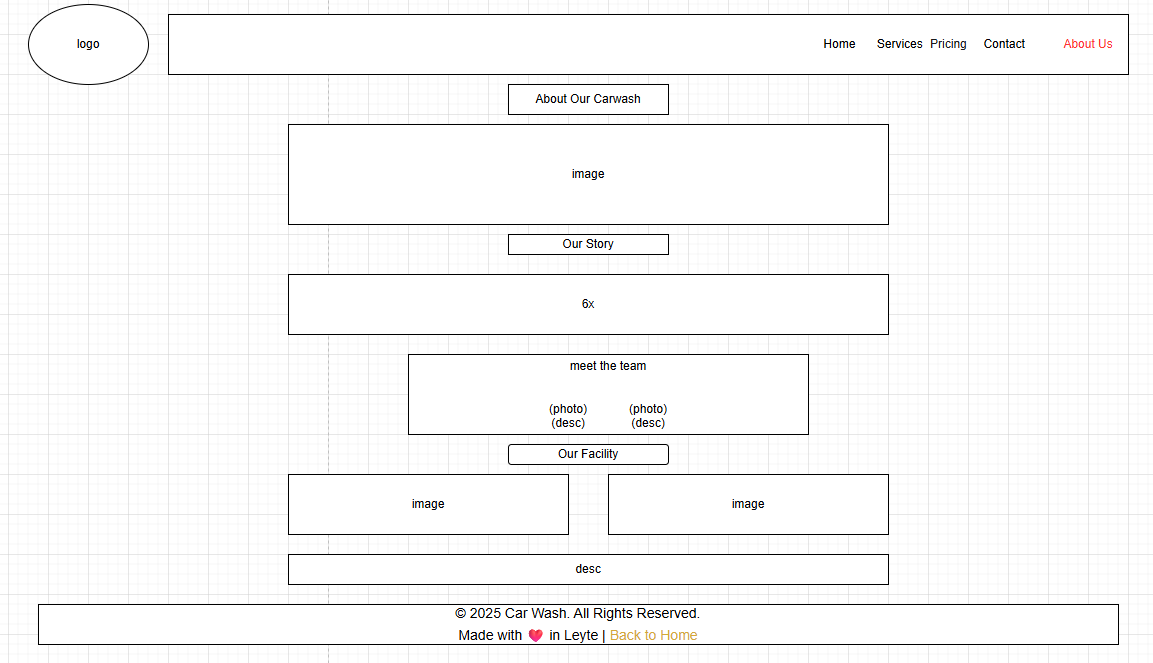 logo
Home Services Pricing Contact About Us
About Our Carwash
image
Our Story
6x
meet the team
(photo) (photo)
(desc) (desc)
Our Facility
image image
desc
© 2025 Car Wash. All Rights Reserved.
Made with ❤️ in Leyte | Back to Home